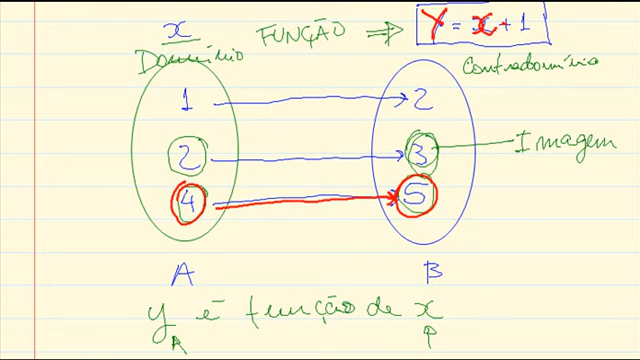 x FUNÇÃO ⇒ Y = x + 1
Domínio Contradomínio
1 → 2
2 → 3 Imagem
4 → 5
A B
y é função de x